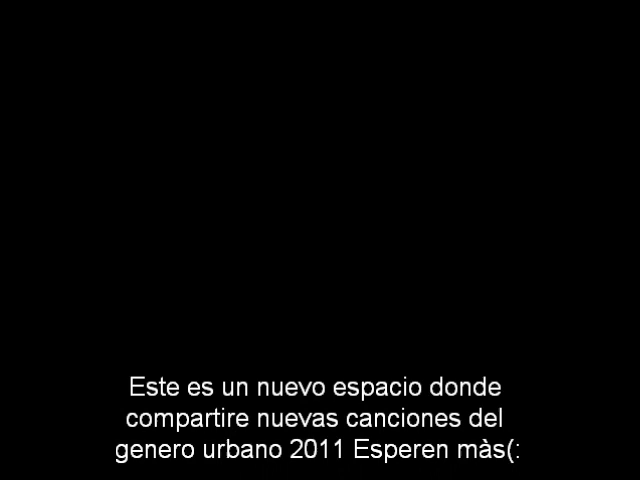 Este es un nuevo espacio donde
compartire nuevas canciones del
genero urbano 2011 Esperen màs(: